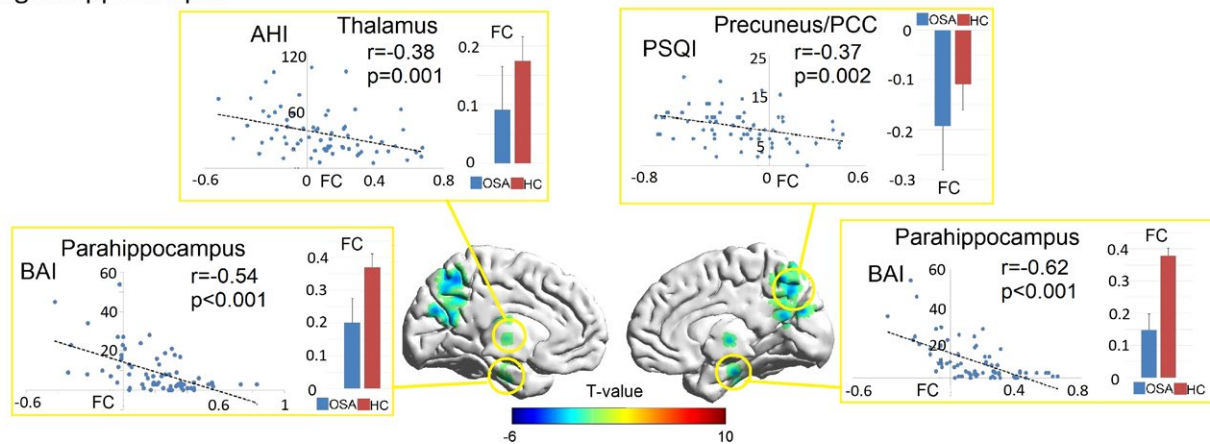 AHI
Thalamus
r=-0.38
p=0.001
120
60
-0.6
0
FC
0.4
0.8
FC
0.2
0.1
0
OSA HC
PSQI
Precuneus/PCC
r=-0.37
p=0.002
25
15
5
-0.8
0
FC
0.6
OSA HC
0
-0.1
-0.2
-0.3
FC
Parahippocampus
BAI
r=-0.54
p<0.001
60
40
20
-0.6
FC
0.6
1
FC
0.4
0.3
0.2
0.1
0
OSA HC
Parahippocampus
BAI
r=-0.62
p<0.001
60
20
-0.6
FC
0
0.4
0.8
FC
0.4
0.3
0.2
0.1
0
OSA HC
T-value
-6
10